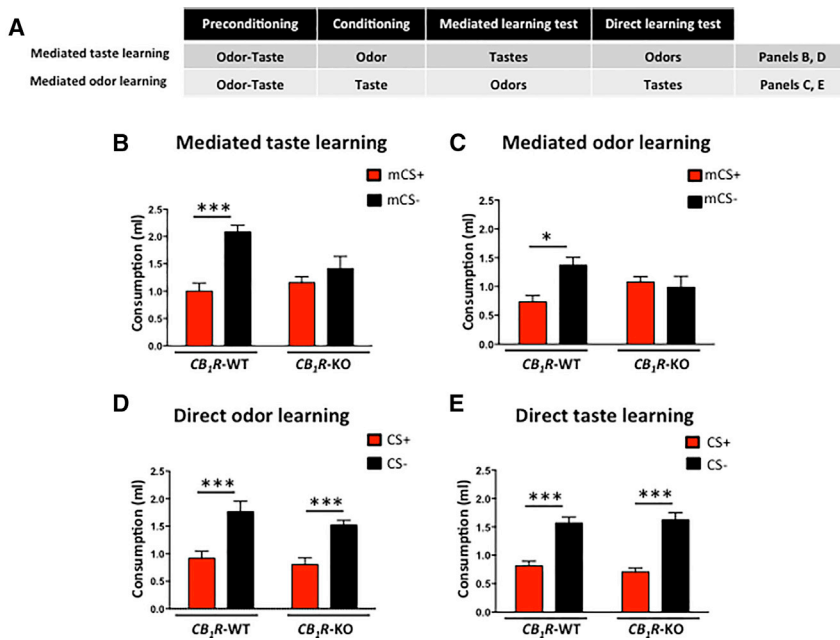 A
Preconditioning Conditioning Mediated learning test Direct learning test
Mediated taste learning Odor-Taste Odor Tastes Odors Panels B, D
Mediated odor learning Odor-Taste Taste Odors Tastes Panels C, E
B Mediated taste learning
mCS+
mCS-
***
Consumption (ml)
2.5
2.0
1.5
1.0
0.5
0.0
CB1R-WT CB1R-KO
C Mediated odor learning
mCS+
mCS-
*
Consumption (ml)
2.5
2.0
1.5
1.0
0.5
0.0
CB1R-WT CB1R-KO
D Direct odor learning
CS+
CS-
*** ***
Consumption (ml)
2.5
2.0
1.5
1.0
0.5
0.0
CB1R-WT CB1R-KO
E Direct taste learning
CS+
CS-
*** ***
Consumption (ml)
2.5
2.0
1.5
1.0
0.5
0.0
CB1R-WT CB1R-KO